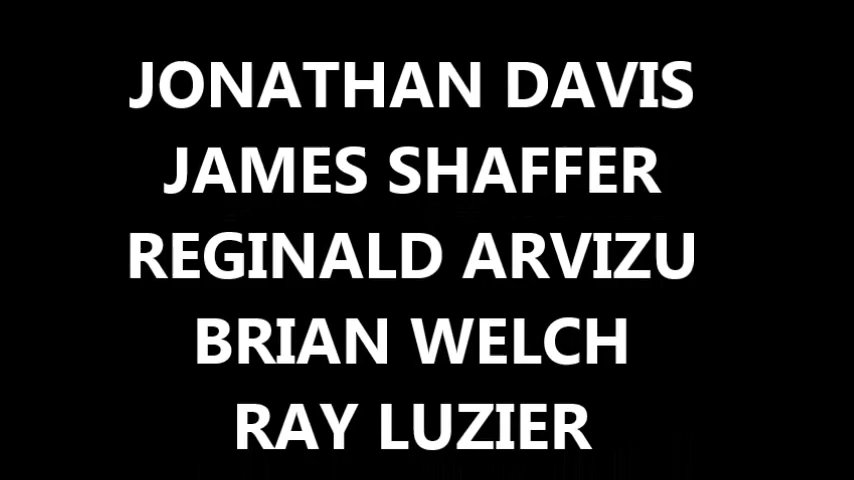 JONATHAN DAVIS
JAMES SHAFFER
REGINALD ARVIZU
BRIAN WELCH
RAY LUZIER